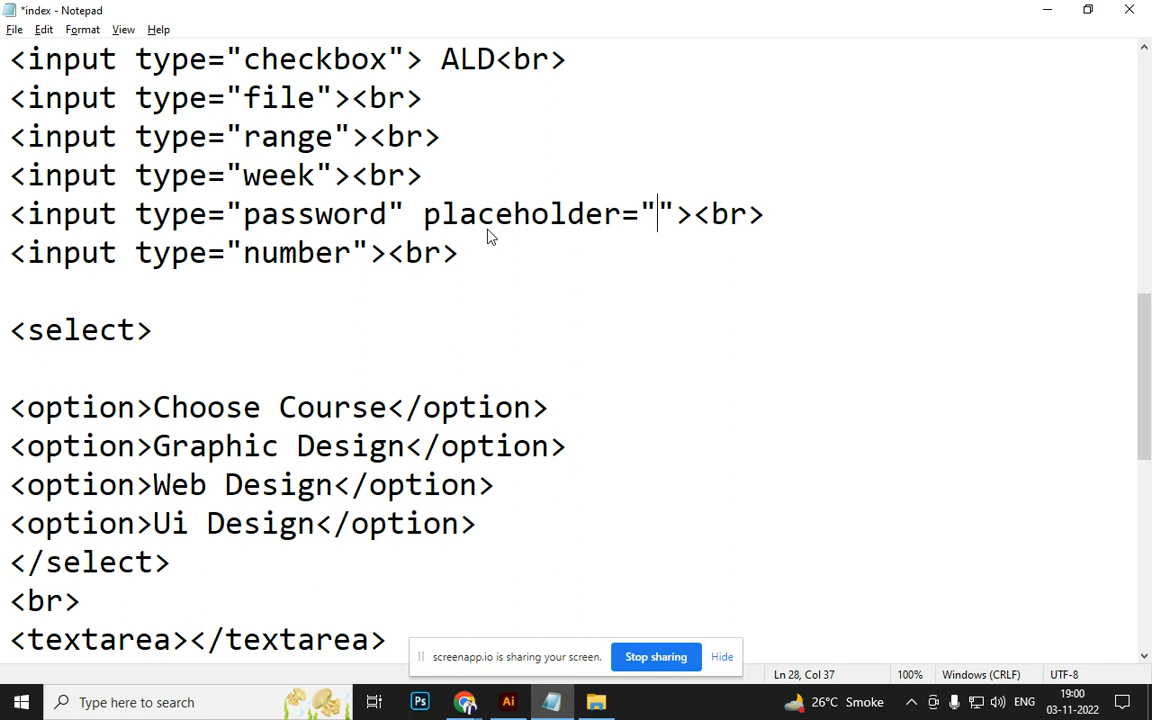 *index - Notepad
File Edit Format View Help
<input type="checkbox"> ALD<br>
<input type="file"><br>
<input type="range"><br>
<input type="week"><br>
<input type="password" placeholder=""><br>
<input type="number"><br>
<select>
<option>Choose Course</option>
<option>Graphic Design</option>
<option>Web Design</option>
<option>Ui Design</option>
</select>
<br>
<textarea></textarea>
screenapp.io is sharing your screen. Stop sharing Hide
Ln 28, Col 37 100% Windows (CRLF) UTF-8
Type here to search Ps Ai 26°C Smoke ENG 19:00
03-11-2022